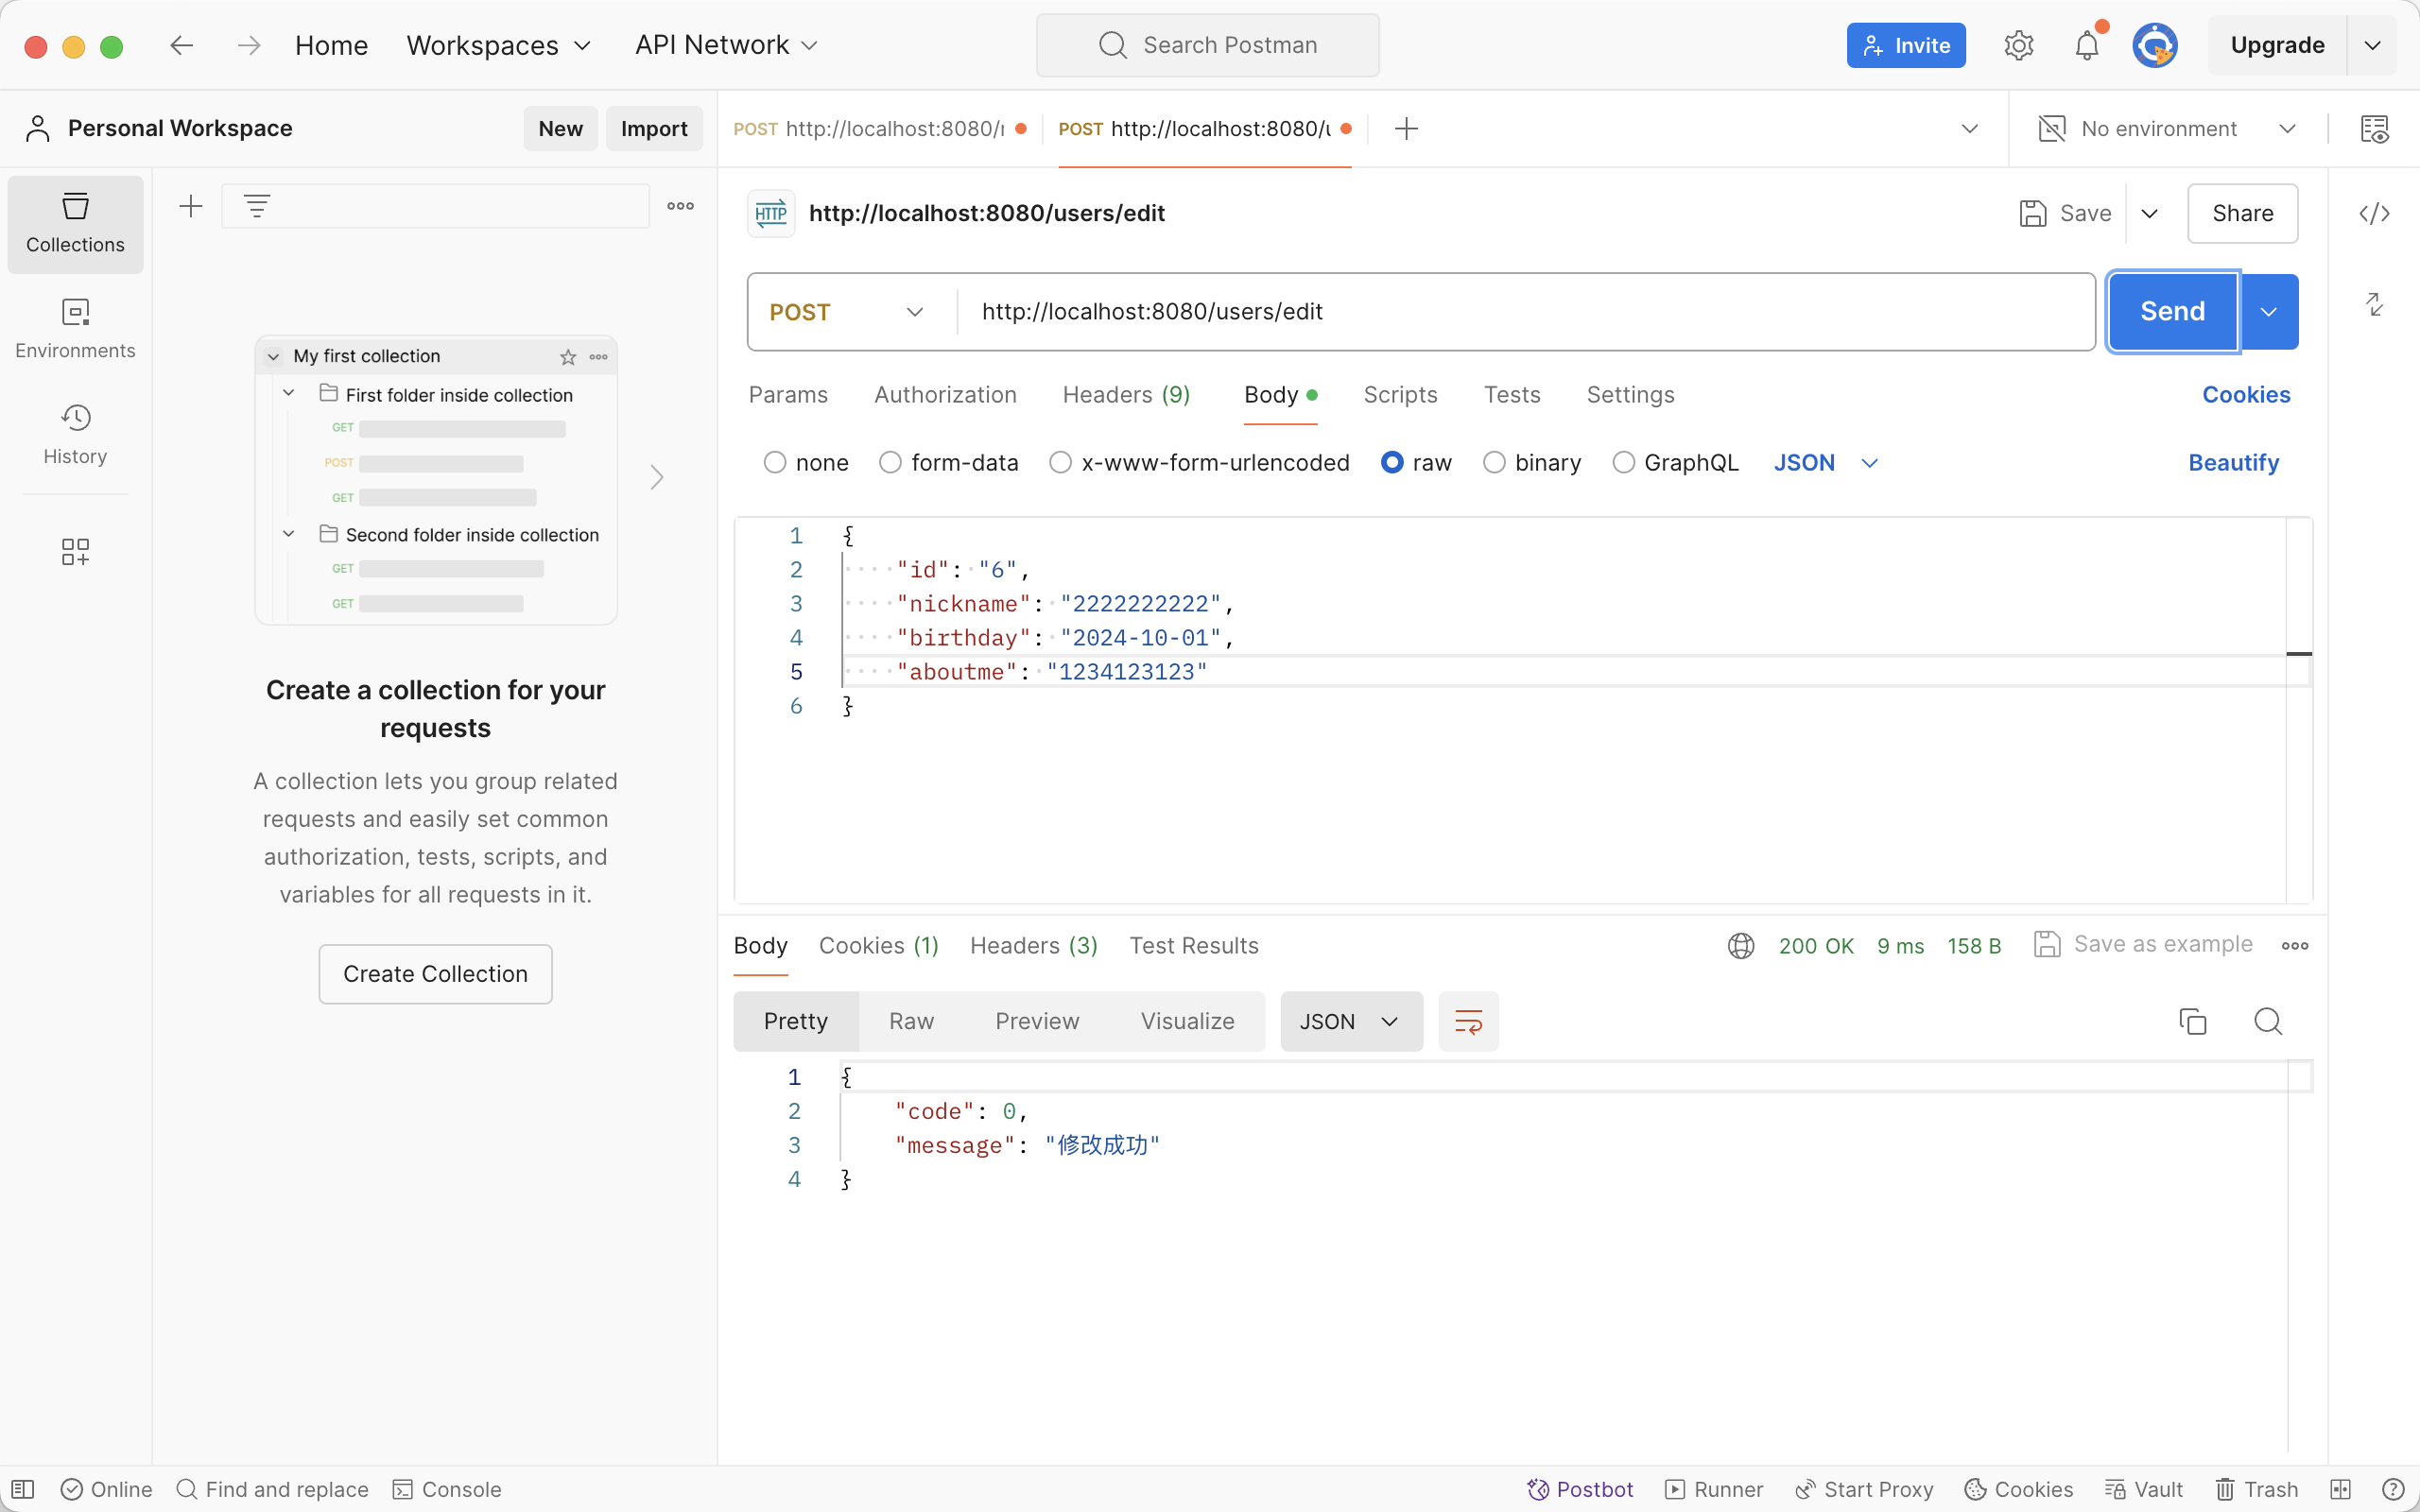 Home Workspaces API Network Search Postman Invite Upgrade
Personal Workspace New Import
POST http://localhost:8080/ POST http://localhost:8080/ No environment
Collections
Environments
History
My first collection
First folder inside collection
GET
POST
GET
Second folder inside collection
GET
GET
Create a collection for your
requests
A collection lets you group related
requests and easily set common
authorization, tests, scripts, and
variables for all requests in it.
Create Collection
HTTP http://localhost:8080/users/edit Save Share
POST http://localhost:8080/users/edit Send
Params Authorization Headers (9) Body Scripts Tests Settings Cookies
none form-data x-www-form-urlencoded raw binary GraphQL JSON Beautify
1 {
2 "id": "6",
3 "nickname": "2222222222",
4 "birthday": "2024-10-01",
5 "aboutme": "1234123123"
6 }
Body Cookies (1) Headers (3) Test Results 200 OK 9 ms 158 B Save as example
Pretty Raw Preview Visualize JSON
1 {
2 "code": 0,
3 "message": "修改成功"
4 }
Online Find and replace Console Postbot Runner Start Proxy Cookies Vault Trash